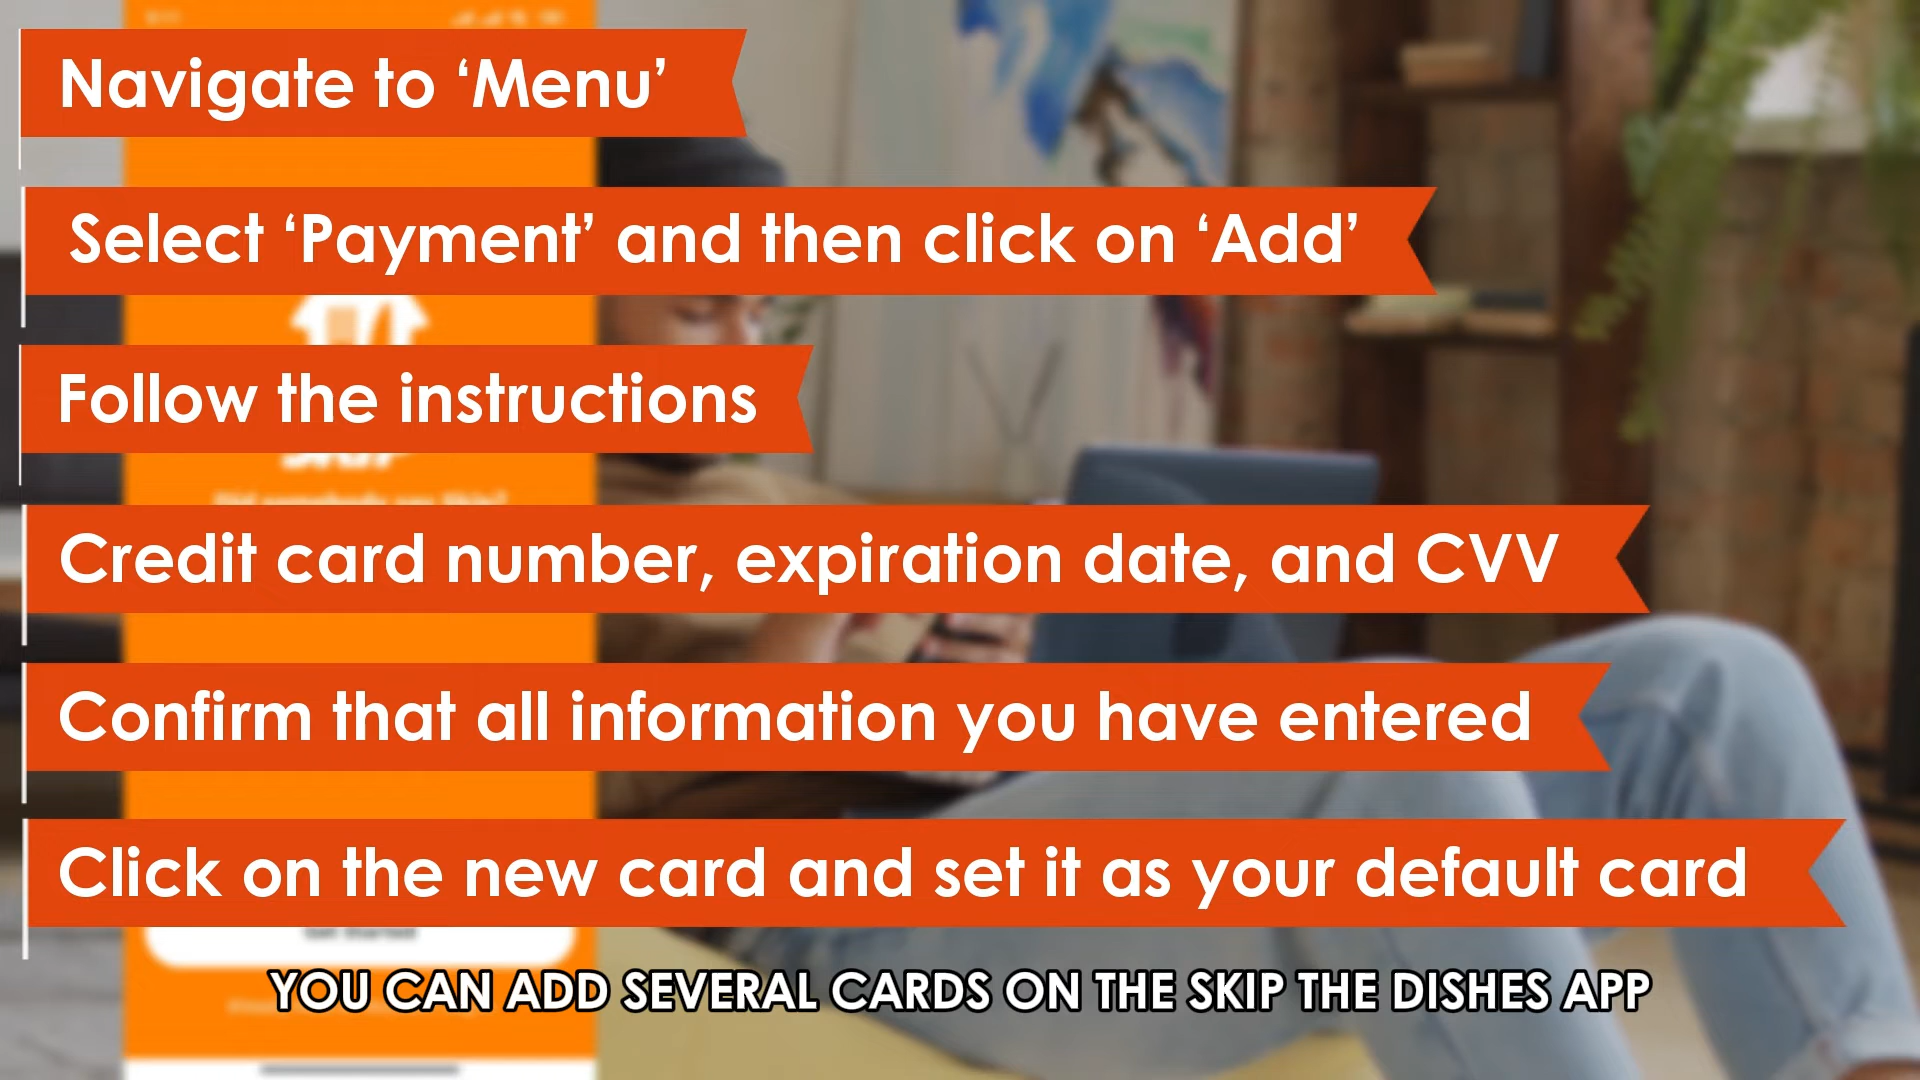 Navigate to ‘Menu’
Select ‘Payment’ and then click on ‘Add’
Follow the instructions
Credit card number, expiration date, and CVV
Confirm that all information you have entered
Click on the new card and set it as your default card
Get Started
YOU CAN ADD SEVERAL CARDS ON THE SKIP THE DISHES APP